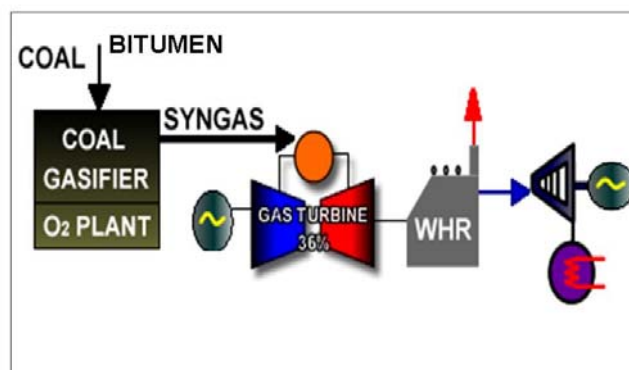 BITUMEN
COAL
SYNGAS
COAL
GASIFIER
O2 PLANT
GAS TURBINE
36%
WHR